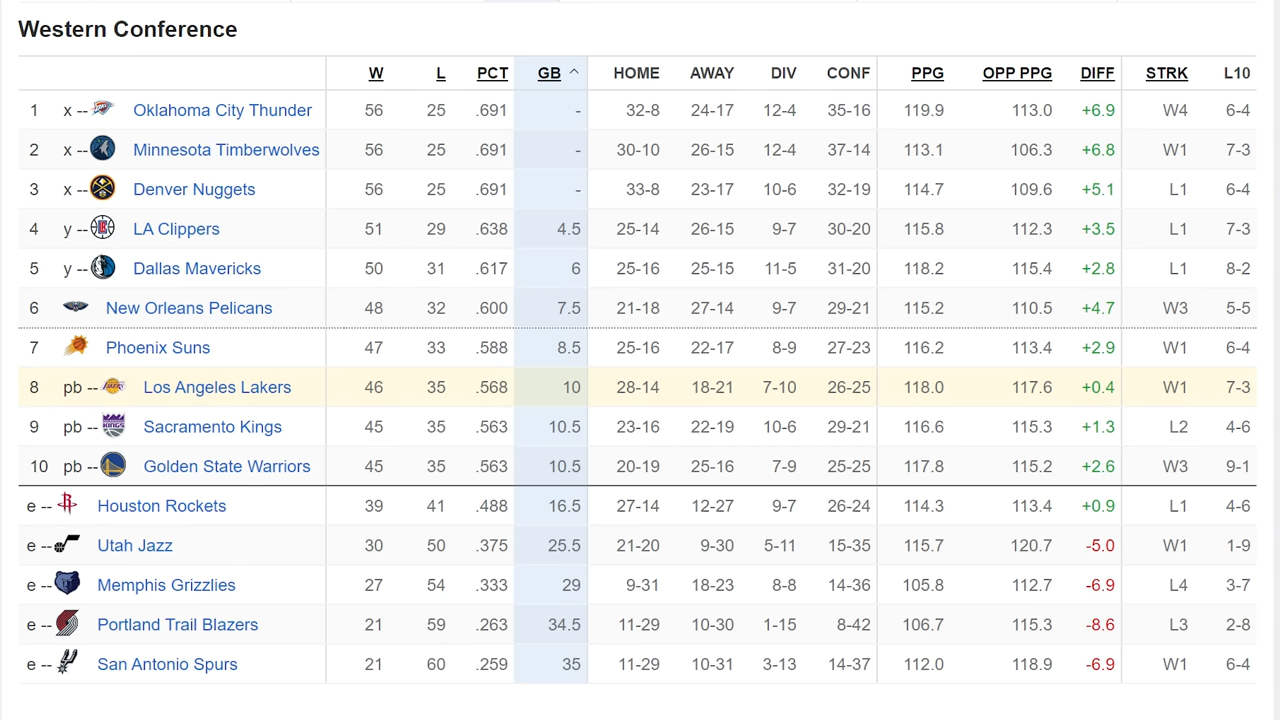 Western Conference
W L PCT GB ^ HOME AWAY DIV CONF PPG OPP PPG DIFF STRK L10
1 x -- Oklahoma City Thunder 56 25 .691 - 32-8 24-17 12-4 35-16 119.9 113.0 +6.9 W4 6-4
2 x -- Minnesota Timberwolves 56 25 .691 - 30-10 26-15 12-4 37-14 113.1 106.3 +6.8 W1 7-3
3 x -- Denver Nuggets 56 25 .691 - 33-8 23-17 10-6 32-19 114.7 109.6 +5.1 L1 6-4
4 y -- LA Clippers 51 29 .638 4.5 25-14 26-15 9-7 30-20 115.8 112.3 +3.5 L1 7-3
5 y -- Dallas Mavericks 50 31 .617 6 25-16 25-15 11-5 31-20 118.2 115.4 +2.8 L1 8-2
6 New Orleans Pelicans 48 32 .600 7.5 21-18 27-14 9-7 29-21 115.2 110.5 +4.7 W3 5-5
7 Phoenix Suns 47 33 .588 8.5 25-16 22-17 8-9 27-23 116.2 113.4 +2.9 W1 6-4
8 pb -- Los Angeles Lakers 46 35 .568 10 28-14 18-21 7-10 26-25 118.0 117.6 +0.4 W1 7-3
9 pb -- Sacramento Kings 45 35 .563 10.5 23-16 22-19 10-6 29-21 116.6 115.3 +1.3 L2 4-6
10 pb -- Golden State Warriors 45 35 .563 10.5 20-19 25-16 7-9 25-25 117.8 115.2 +2.6 W3 9-1
e -- Houston Rockets 39 41 .488 16.5 27-14 12-27 9-7 26-24 114.3 113.4 +0.9 L1 4-6
e -- Utah Jazz 30 50 .375 25.5 21-20 9-30 5-11 15-35 115.7 120.7 -5.0 W1 1-9
e -- Memphis Grizzlies 27 54 .333 29 9-31 18-23 8-8 14-36 105.8 112.7 -6.9 L4 3-7
e -- Portland Trail Blazers 21 59 .263 34.5 11-29 10-30 1-15 8-42 106.7 115.3 -8.6 L3 2-8
e -- San Antonio Spurs 21 60 .259 35 11-29 10-31 3-13 14-37 112.0 118.9 -6.9 W1 6-4